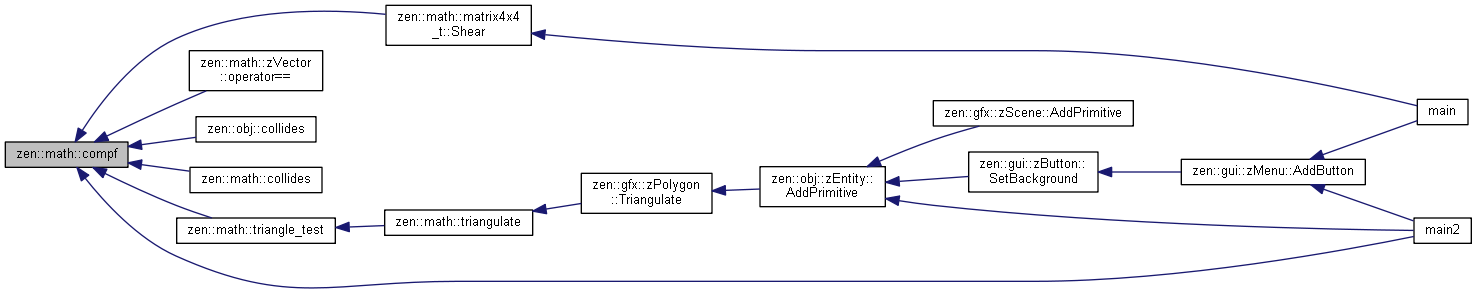 zen::math::matrix4x4
_t::Shear
zen::math::zVector
::operator==
zen::obj::collides
zen::math::compf
zen::math::collides
zen::math::triangle_test
zen::math::triangulate
zen::gfx::zPolygon
::Triangulate
zen::obj::zEntity::
AddPrimitive
zen::gfx::zScene::AddPrimitive
zen::gui::zButton::
SetBackground
zen::gui::zMenu::AddButton
main
main2